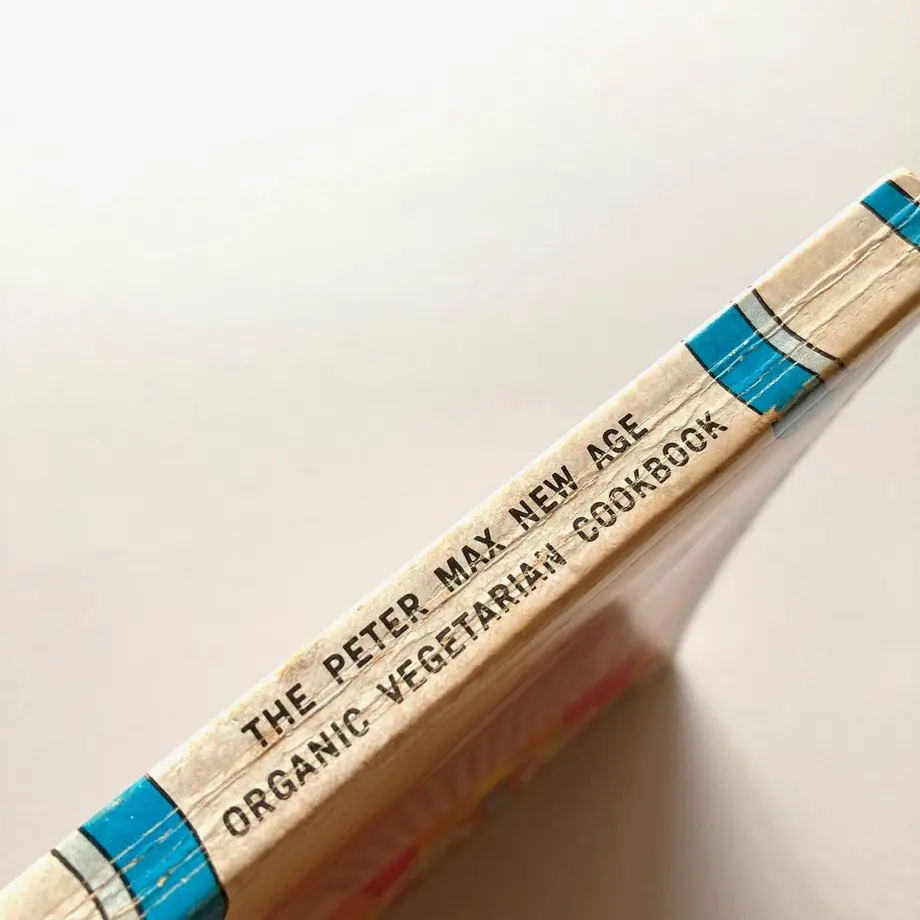 THE PETER MAX NEW AGE
ORGANIC VEGETARIAN COOKBOOK